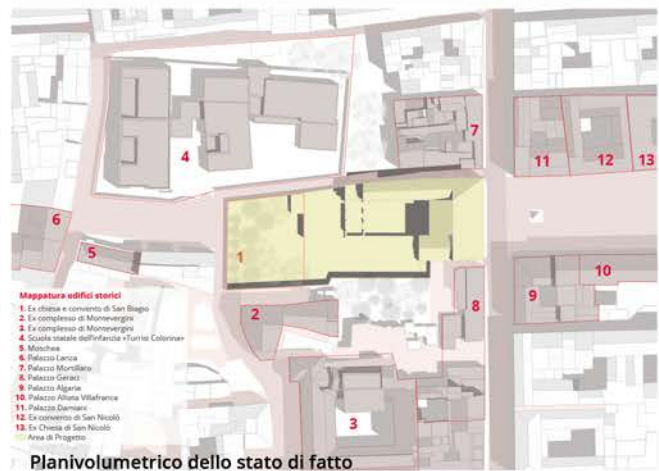 7
4
11
12
13
6
5
1
10
9
8
2
3
Mappatura edifici storici
1. Ex chiesa e convento di San Biagio
2. Ex complesso di Montevergini
3. Ex complesso di Montevergini
4. Scuola statale dell'infanzia «Turrisi Colonna»
5. Moschea
6. Palazzo Lanza
7. Palazzo Mortillaro
8. Palazzo Geraci
9. Palazzo Algaria
10. Palazzo Alliata Villafranca
11. Palazzo Damiani
12. Ex convento di San Nicolò
13. Ex Chiesa di San Nicolò
Area di Progetto
Planivolumetrico dello stato di fatto